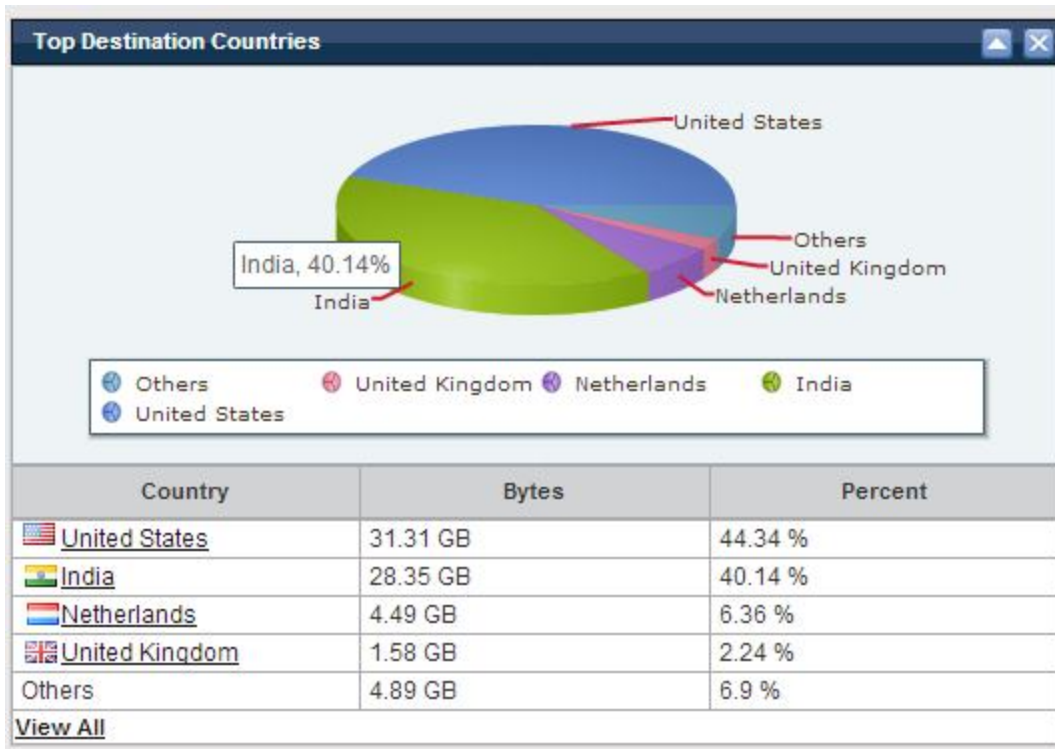 Top Destination Countries
United States
Others
United Kingdom
India, 40.14%
Netherlands
India
Others United Kingdom Netherlands India
United States
Country Bytes Percent
United States 31.31 GB 44.34 %
India 28.35 GB 40.14 %
Netherlands 4.49 GB 6.36 %
United Kingdom 1.58 GB 2.24 %
Others 4.89 GB 6.9 %
View All